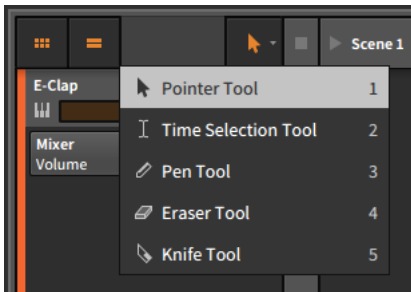 Scene 1
E-Clap
Pointer Tool 1
Time Selection Tool 2
Mixer
Volume
Pen Tool 3
Eraser Tool 4
Knife Tool 5